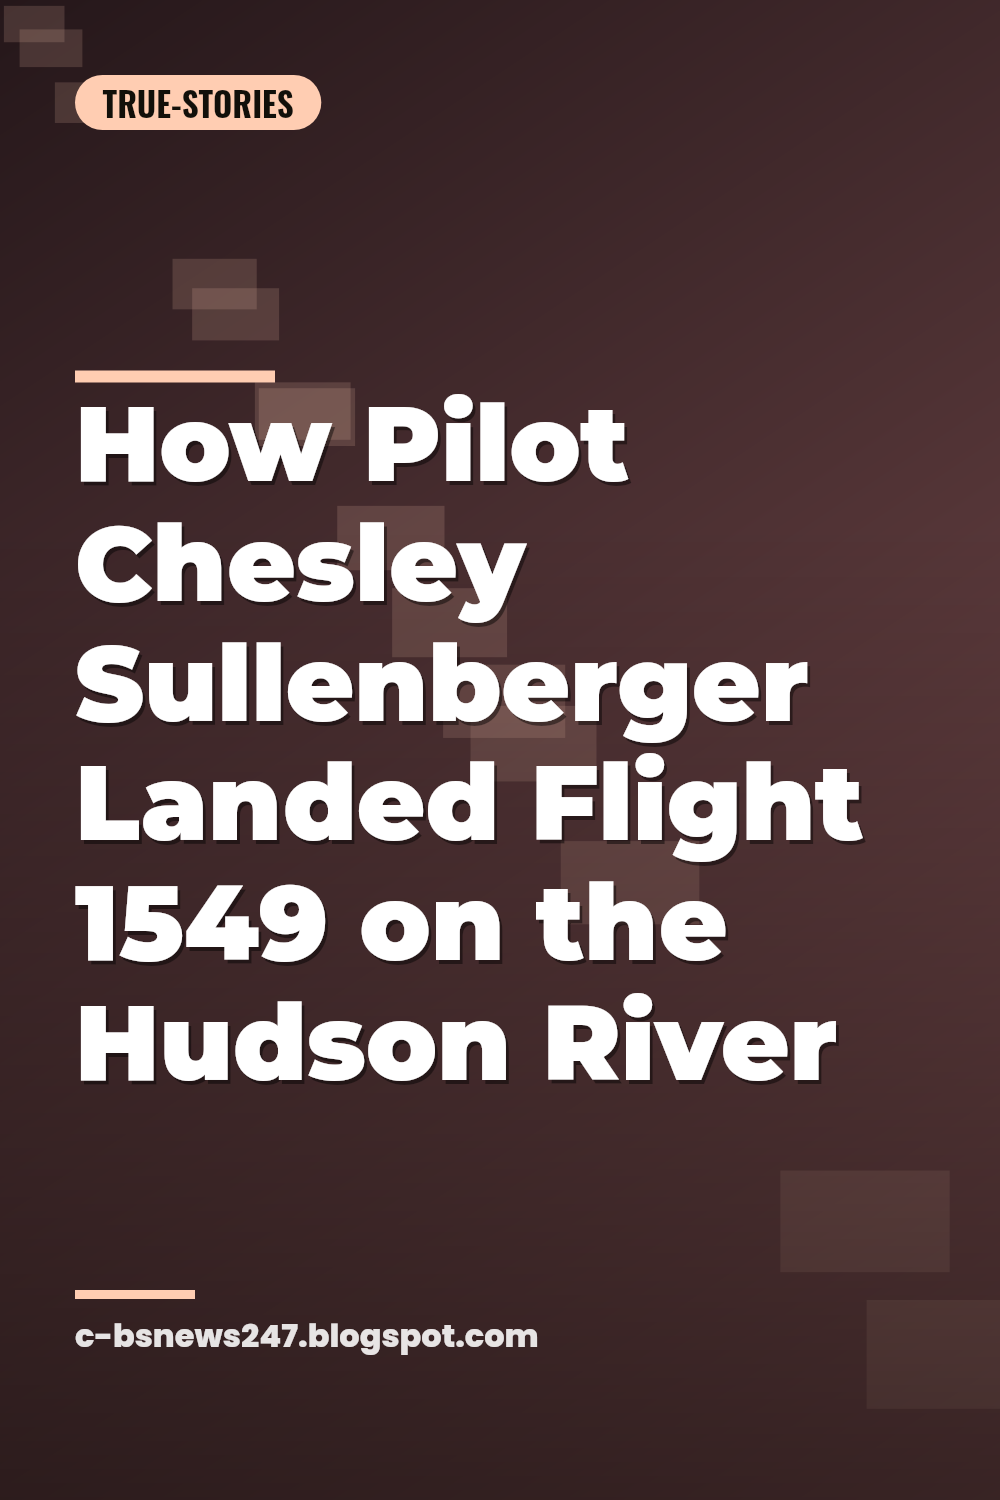 TRUE-STORIES
How Pilot
Chesley
Sullenberger
Landed Flight
1549 on the
Hudson River
c-bsnews247.blogspot.com